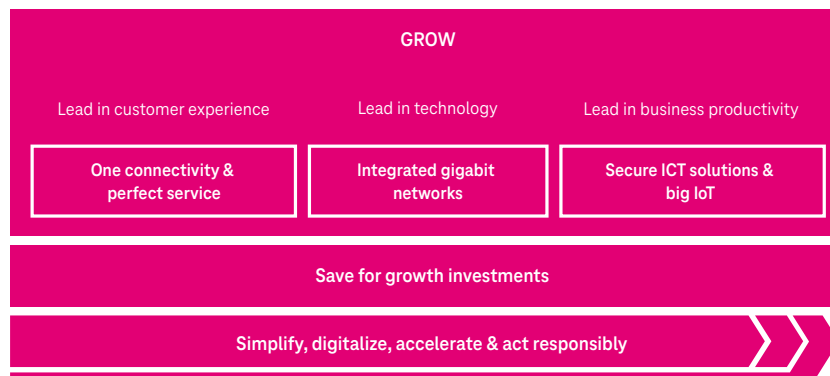 GROW
Lead in customer experience
Lead in technology
Lead in business productivity
One connectivity &
perfect service
Integrated gigabit
networks
Secure ICT solutions &
big IoT
Save for growth investments
Simplify, digitalize, accelerate & act responsibly